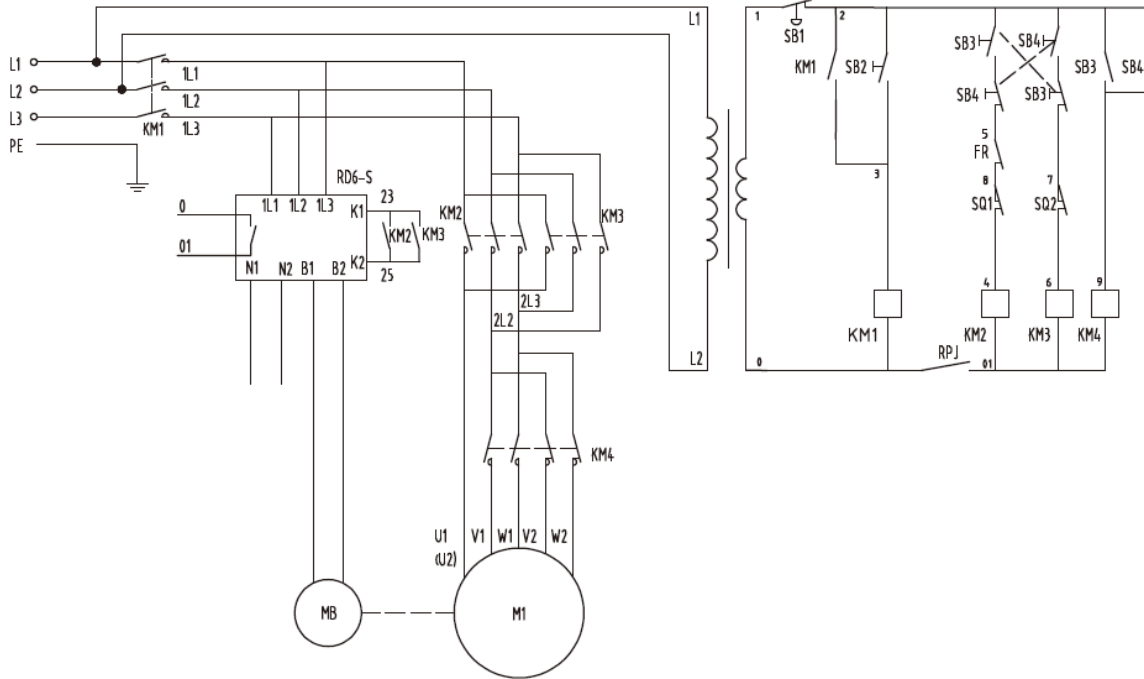 L1
1
2
SB1
L1
L2
L3
PE
1L1
1L2
1L3
KM1
KM1
SB2
SB3
SB4
SB3
SB4
SB4
SB3
5
FR
3
8
7
SQ1
SQ2
RD6-S
1L1
1L2
1L3
K1
23
0
01
KM2
KM3
K2
25
N1
N2
B1
B2
KM2
KM3
2L3
2L2
4
6
9
KM1
KM2
KM3
KM4
L2
0
RPJ
01
KM4
U1
(U2)
V1
W1
V2
W2
MB
M1